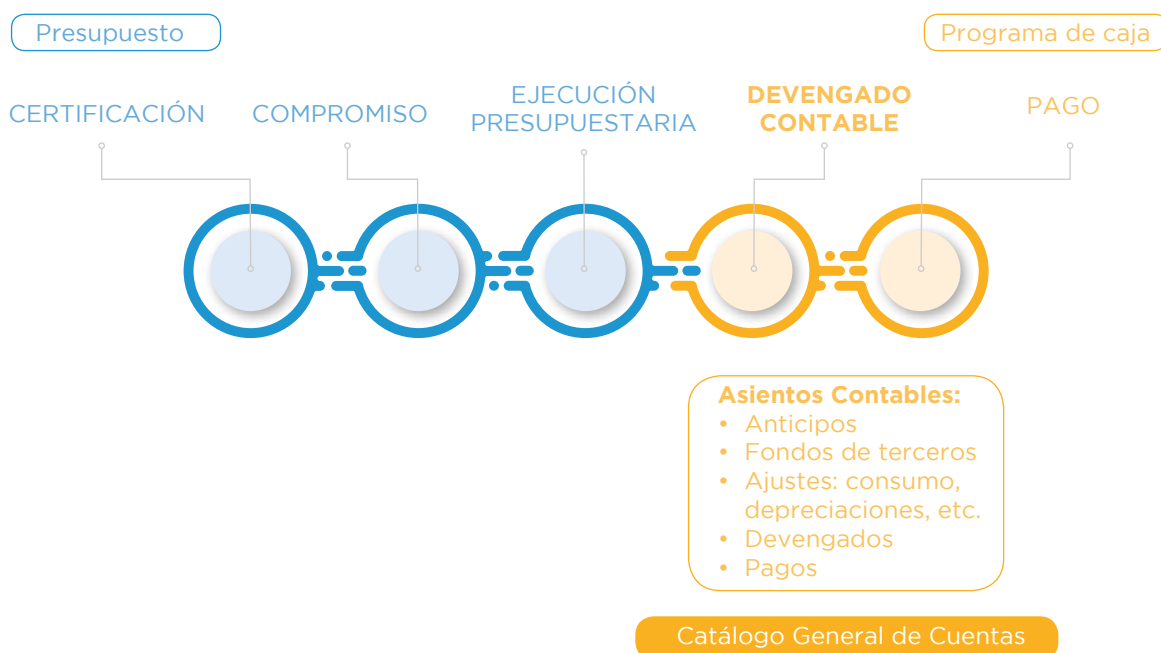 Presupuesto
Programa de caja
CERTIFICACIÓN
COMPROMISO
EJECUCIÓN
PRESUPUESTARIA
DEVENGADO
CONTABLE
PAGO
Asientos Contables:
• Anticipos
• Fondos de terceros
• Ajustes: consumo,
depreciaciones, etc.
• Devengados
• Pagos
Catálogo General de Cuentas